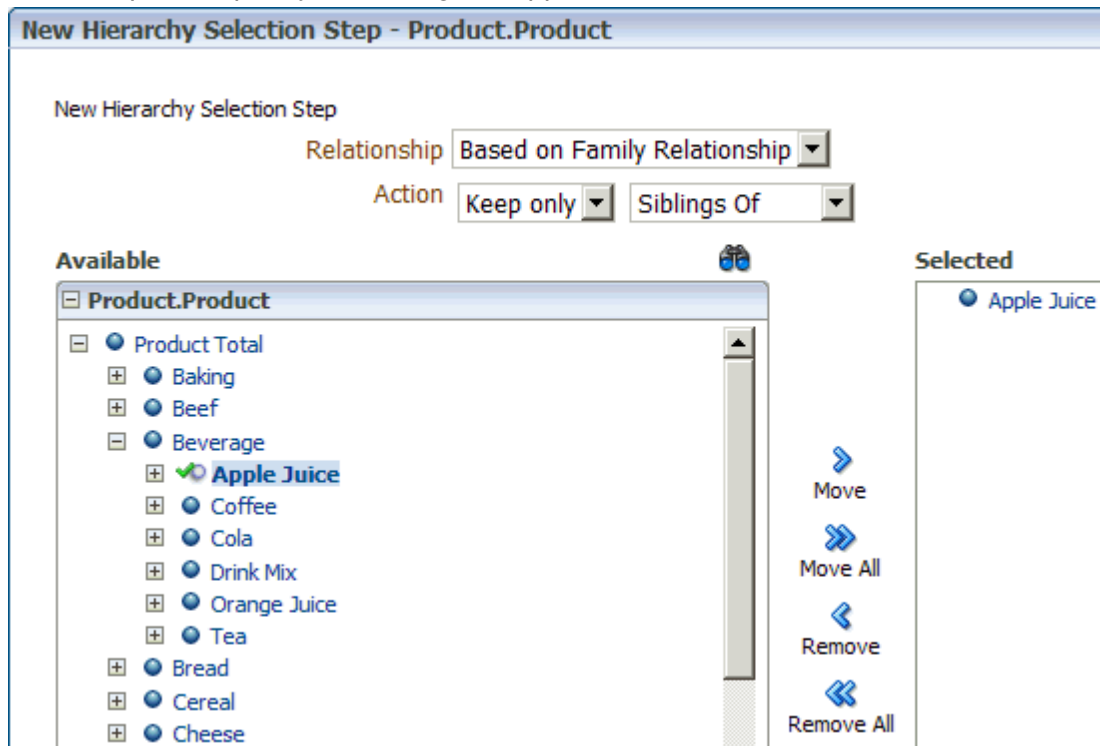 New Hierarchy Selection Step - Product.Product
New Hierarchy Selection Step
Relationship Based on Family Relationship
Action Keep only Siblings Of
Available
Selected
Product.Product
Apple Juice
Product Total
Baking
Beef
Beverage
Apple Juice
Coffee
Cola
Drink Mix
Orange Juice
Tea
Bread
Cereal
Cheese
Move
Move All
Remove
Remove All